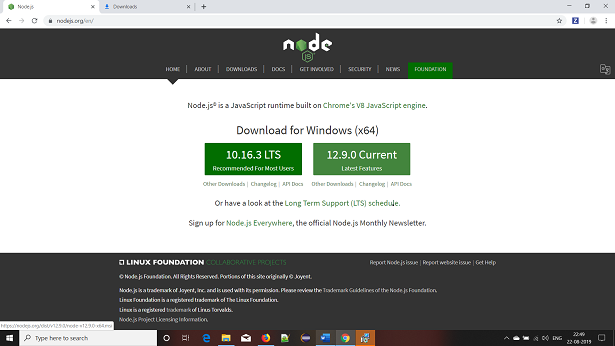 Node.js
Downloads
nodejs.org/en/
node
JS
HOME | ABOUT | DOWNLOADS | DOCS | GET INVOLVED | SECURITY | NEWS | FOUNDATION
Node.js® is a JavaScript runtime built on Chrome's V8 JavaScript engine.
Download for Windows (x64)
10.16.3 LTS
Recommended For Most Users
12.9.0 Current
Latest Features
Other Downloads | Changelog | API Docs
Other Downloads | Changelog | API Docs
Or have a look at the Long Term Support (LTS) schedule.
Sign up for Node.js Everywhere, the official Node.js Monthly Newsletter.
LINUX FOUNDATION COLLABORATIVE PROJECTS
Report Node.js issue | Report website issue | Get Help
© Node.js Foundation. All Rights Reserved. Portions of this site originally © Joyent.
Node.js is a trademark of Joyent, Inc. and is used with its permission. Please review the Trademark Guidelines of the Node.js Foundation.
Linux Foundation is a registered trademark of The Linux Foundation.
Linux is a registered trademark of Linus Torvalds.
Node.js Project Licensing Information.
https://nodejs.org/dist/v12.9.0/node-v12.9.0-x64.msi
Type here to search
ENG
22:49
22-08-2019